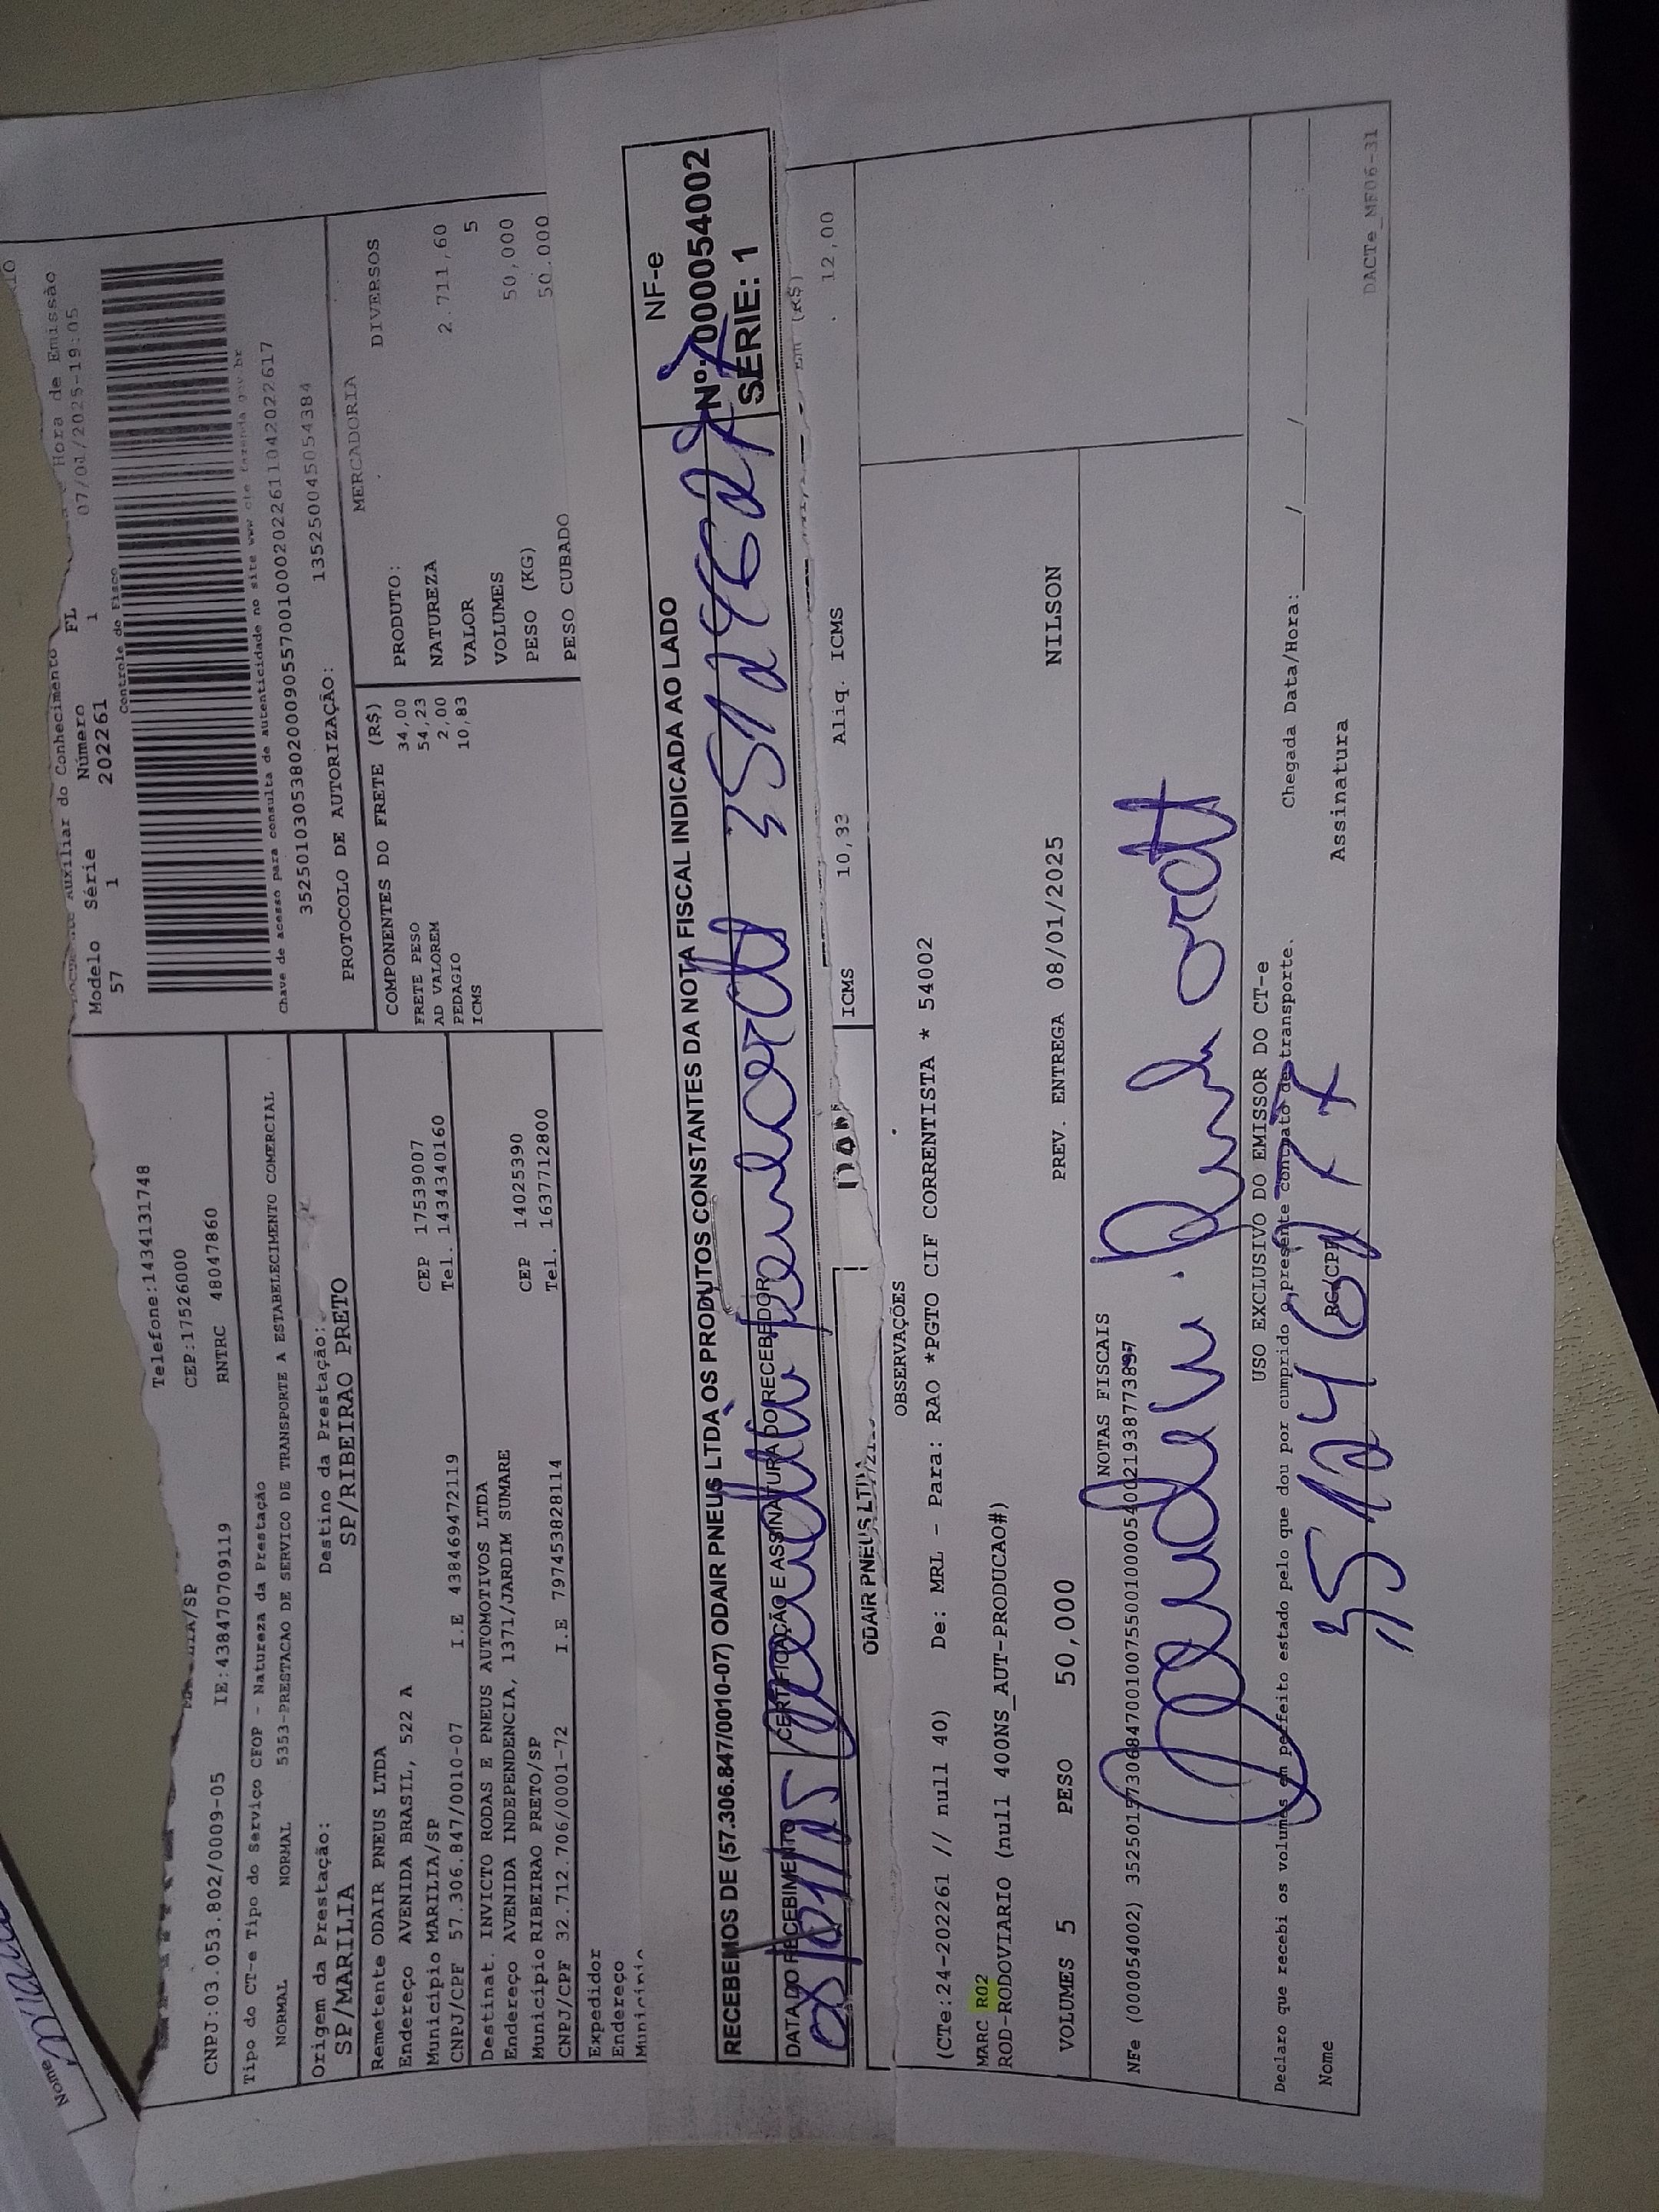 Nome
Telefone:1434131748
CEP:17526000
CNPJ:03.053.802/0009-05 IE:438470709119 RNTRC 48047860
Auxiliar do Conhecimento
Hora de Emissão
Modelo Série Número FL
57 1 202261 1 07/01/2025-19:05
Controle do Fisco
Chave de acesso para consulta de autenticidade no site www cte fazenda gov br
35250103053802000905570010002022611042022617
PROTOCOLO DE AUTORIZAÇÃO: 135250045054384
Tipo do CT-e Tipo do Serviço CFOP - Natureza da Prestação
NORMAL NORMAL 5353-PRESTACAO DE SERVICO DE TRANSPORTE A ESTABELECIMENTO COMERCIAL
Origem da Prestação: Destino da Prestação:
SP/MARILIA SP/RIBEIRAO PRETO
Remetente ODAIR PNEUS LTDA
Endereço AVENIDA BRASIL, 522 A
Município MARILIA/SP CEP 17539007
CNPJ/CPF 57.306.847/0010-07 I.E 438469472119 Tel. 1434340160
Destinat. INVICTO RODAS E PNEUS AUTOMOTIVOS LTDA
Endereço AVENIDA INDEPENDENCIA, 1371/JARDIM SUMARE
Município RIBEIRAO PRETO/SP CEP 14025390
CNPJ/CPF 32.712.706/0001-72 I.E 797453828114 Tel. 1637712800
Expedidor
Endereço
COMPONENTES DO FRETE (R$)
FRETE PESO 34,00
AD VALOREM 54,23
PEDAGIO 2,00
ICMS 10,83
MERCADORIA
PRODUTO: DIVERSOS
NATUREZA
VALOR 2.711,60
VOLUMES 5
PESO (KG) 50,000
PESO CUBADO 50.000
RECEBEMOS DE (57.306.847/0010-07) ODAIR PNEUS LTDA OS PRODUTOS CONSTANTES DA NOTA FISCAL INDICADA AO LADO
DATA DO RECEBIMENTO CERTIFICAÇÃO E ASSINATURA DO RECEBEDOR
NF-e
Nº: 000054002
SÉRIE: 1
ODAIR PNEUS LTDA
ICMS 10,83 Aliq. ICMS 12,00
OBSERVAÇÕES
(CTe:24-202261 // null 40) De: MRL - Para: RAO *PGTO CIF CORRENTISTA * 54002
MARC R02
ROD-RODOVIARIO (null 400NS_AUT-PRODUCAO#)
VOLUMES 5 PESO 50,000 PREV. ENTREGA 08/01/2025 NILSON
NOTAS FISCAIS
NFe (000054002)
USO EXCLUSIVO DO EMISSOR DO CT-e
Declaro que recebi os volumes em perfeito estado pelo que dou por cumprido o presente contrato de transporte. Chegada Data/Hora:____/____/____ ____:____
Nome RG/CPF Assinatura
DACTe_MF06-31